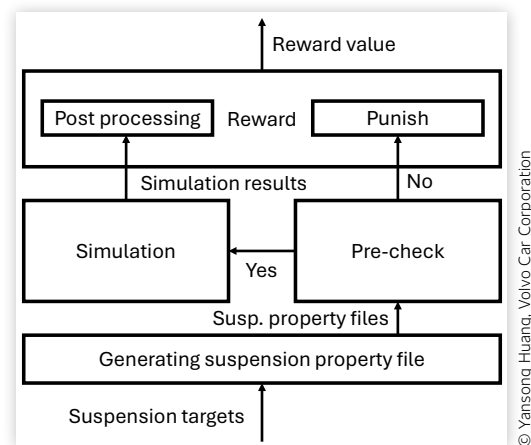 Reward value
Post processing
Reward
Punish
Simulation results
No
Simulation
Yes
Pre-check
Susp. property files
Generating suspension property file
Suspension targets
© Yansong Huang, Volvo Car Corporation